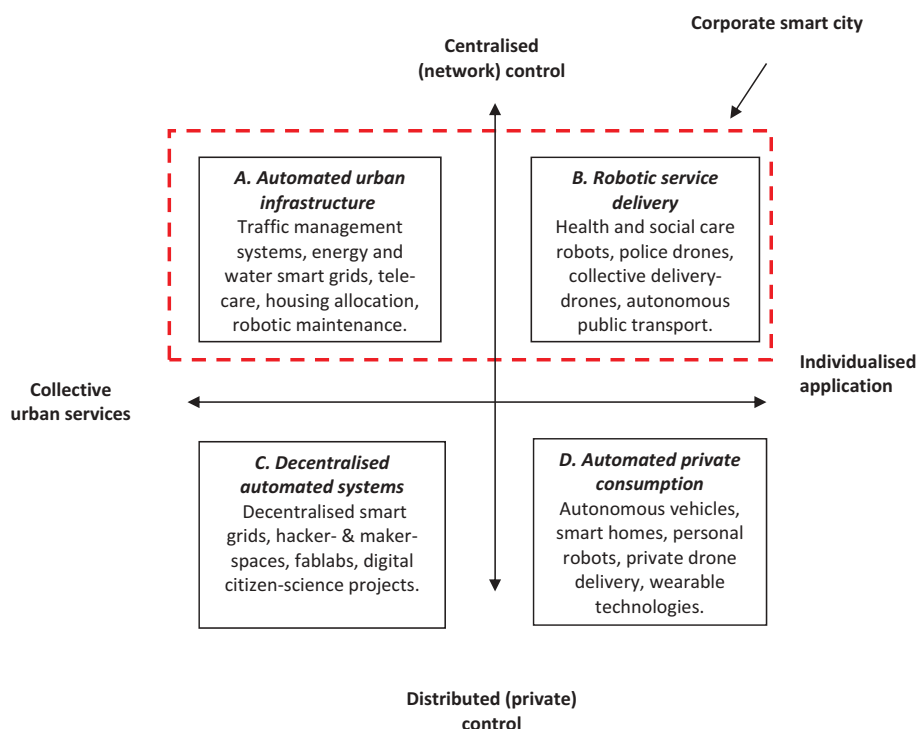 Corporate smart city
Centralised
(network) control
A. Automated urban
infrastructure
Traffic management
systems, energy and
water smart grids, tele-
care, housing allocation,
robotic maintenance.
B. Robotic service
delivery
Health and social care
robots, police drones,
collective delivery-
drones, autonomous
public transport.
Collective
urban services
Individualised
application
C. Decentralised
automated systems
Decentralised smart
grids, hacker- & maker-
spaces, fablabs, digital
citizen-science projects.
D. Automated private
consumption
Autonomous vehicles,
smart homes, personal
robots, private drone
delivery, wearable
technologies.
Distributed (private)
control